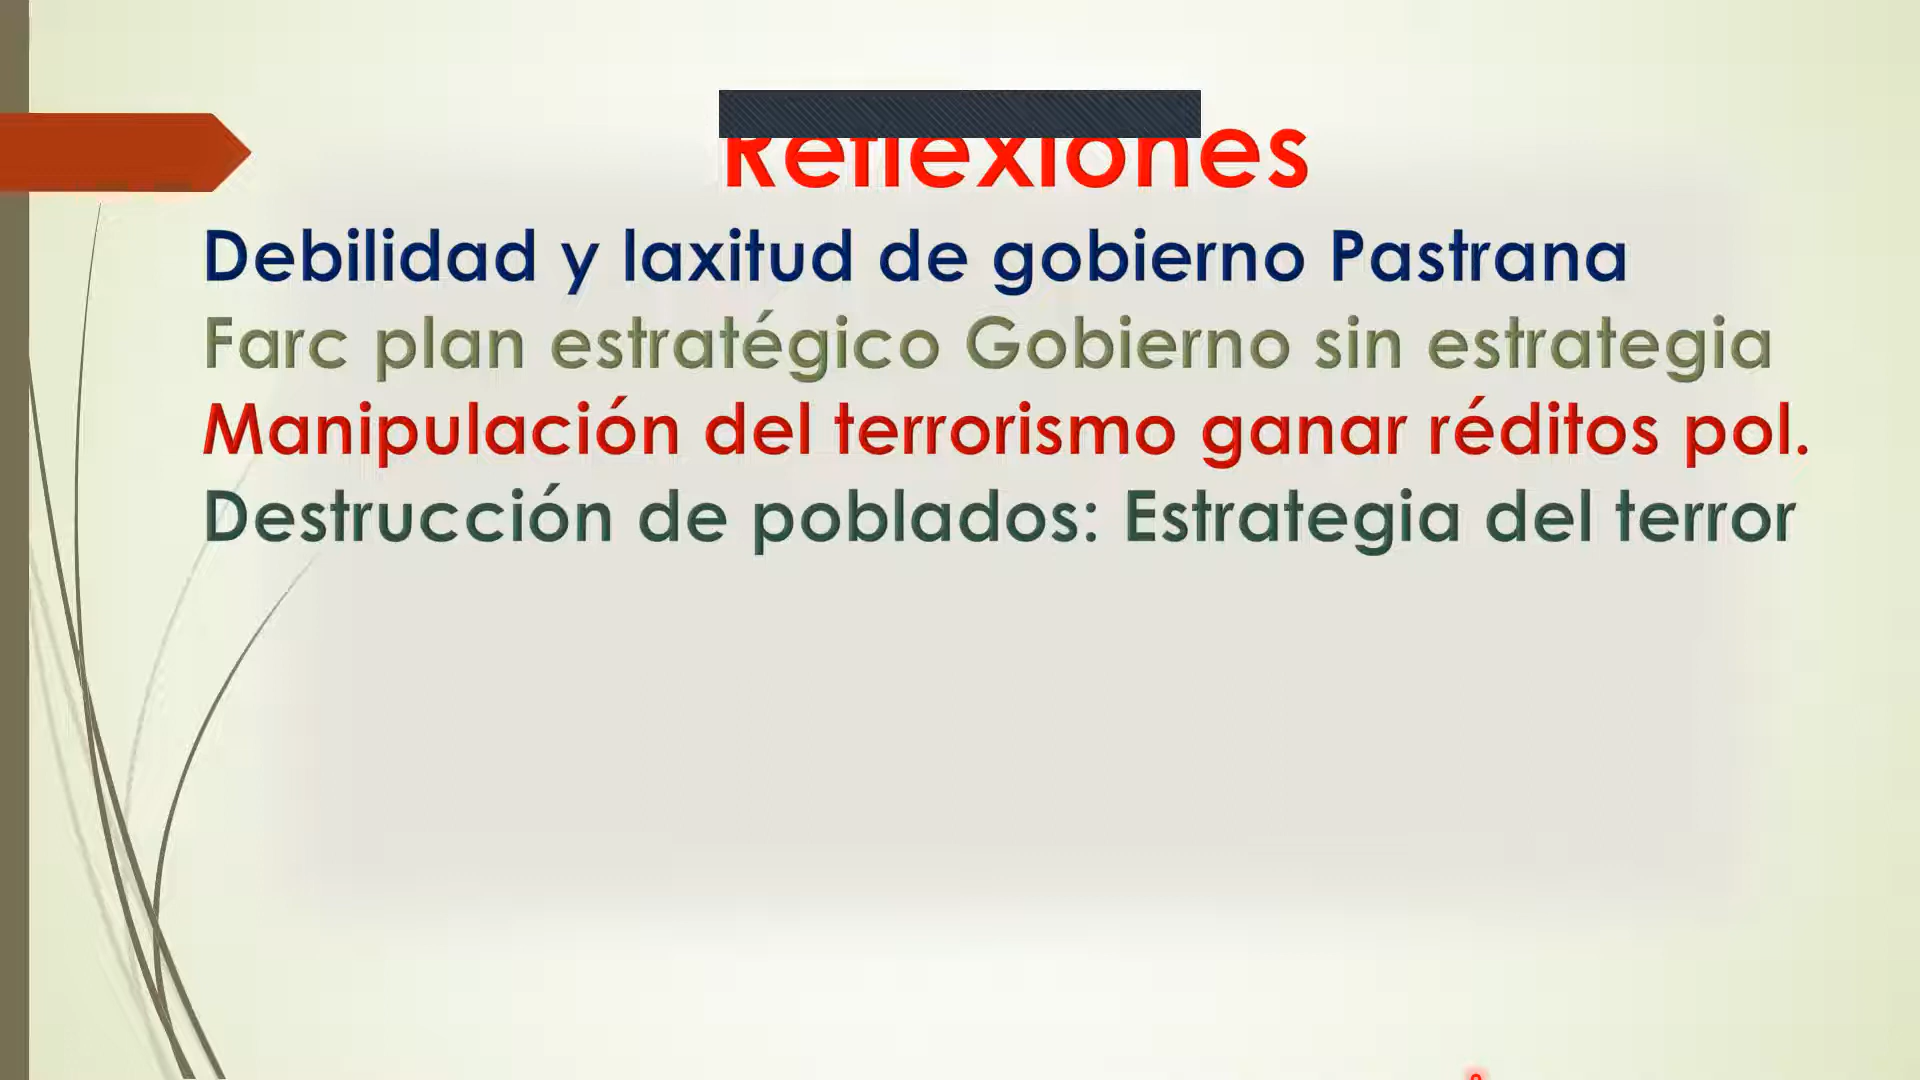 Reflexiones
Debilidad y laxitud de gobierno Pastrana
Farc plan estratégico Gobierno sin estrategia
Manipulación del terrorismo ganar réditos pol.
Destrucción de poblados: Estrategia del terror